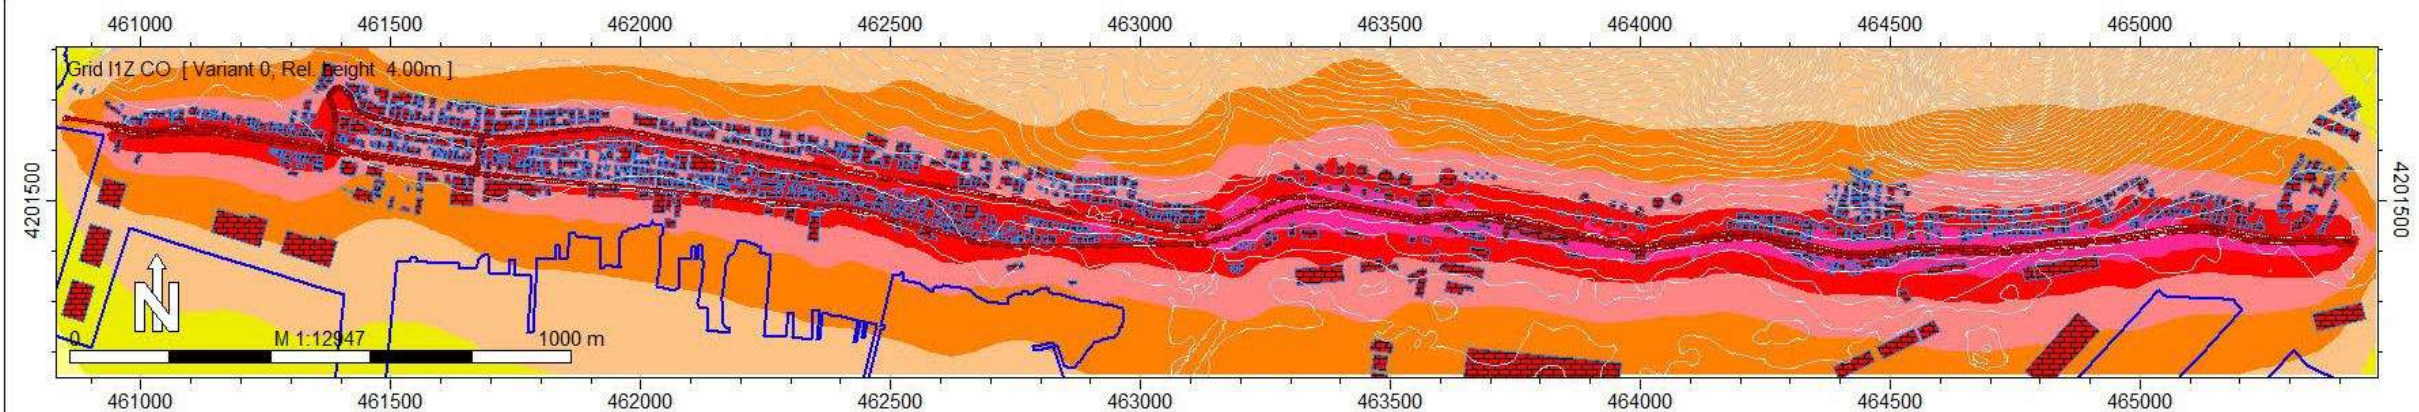 461000 461500 462000 462500 463000 463500 464000 464500 465000
Grid I1Z CO [ Variant 0, Rel. height 4.00m ]
4201500 4201500
N
0 M 1:12947 1000 m
461000 461500 462000 462500 463000 463500 464000 464500 465000